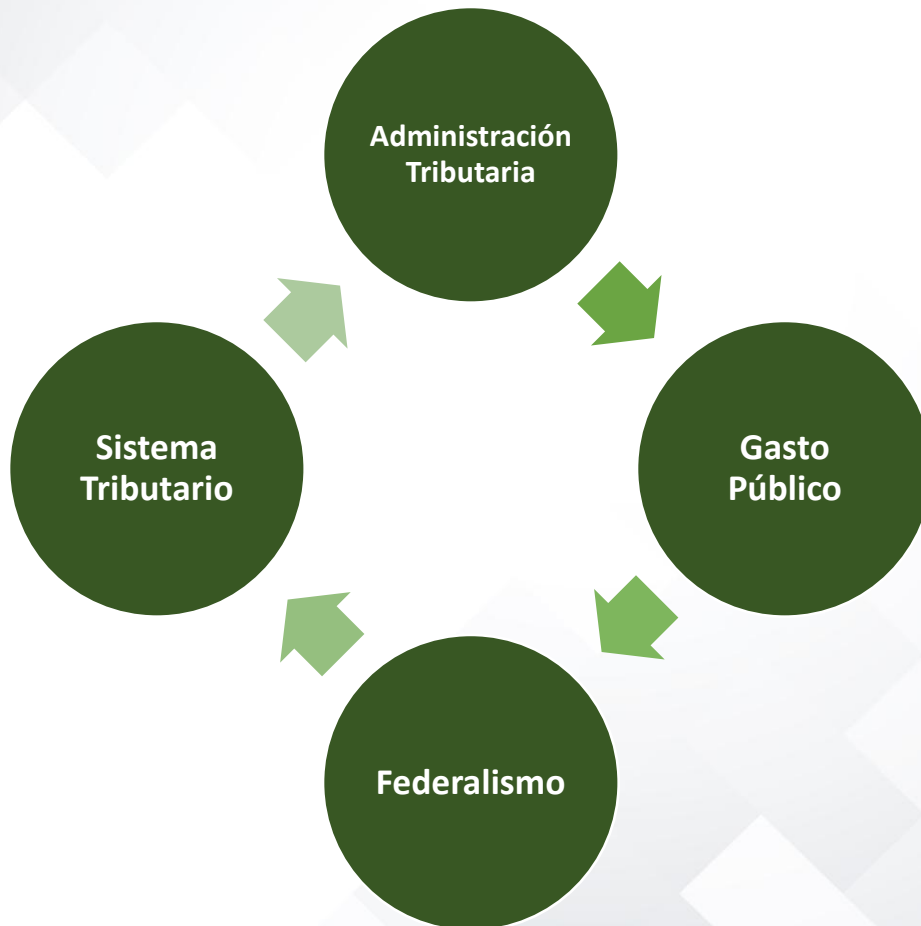 Administración
Tributaria
Sistema
Tributario
Gasto
Público
Federalismo